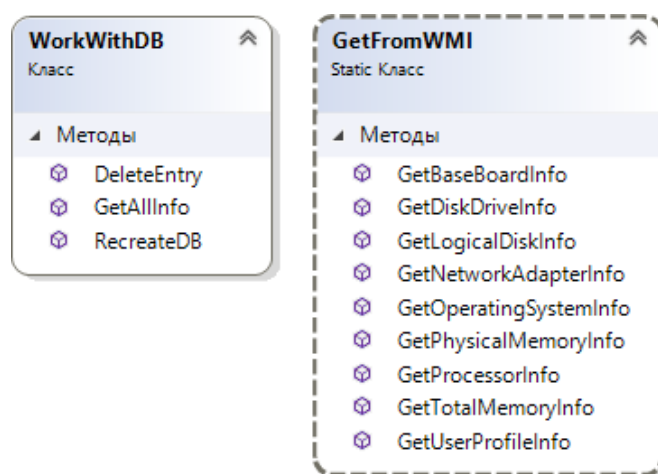 WorkWithDB
Класс
Методы
DeleteEntry
GetAllInfo
RecreateDB
GetFromWMI
Static Класс
Методы
GetBaseBoardInfo
GetDiskDriveInfo
GetLogicalDiskInfo
GetNetworkAdapterInfo
GetOperatingSystemInfo
GetPhysicalMemoryInfo
GetProcessorInfo
GetTotalMemoryInfo
GetUserProfileInfo